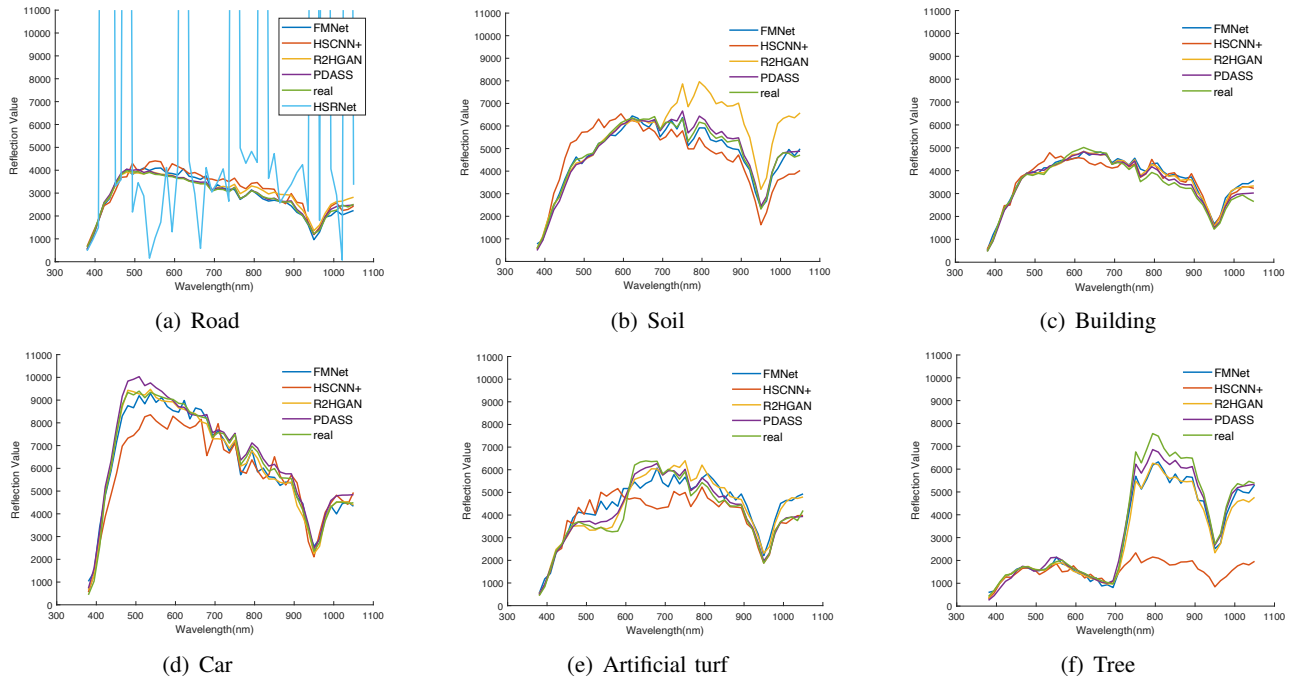 11000
10000
9000
8000
7000
6000
5000
4000
3000
2000
1000
0
Reflection Value
300 400 500 600 700 800 900 1000 1100
Wavelength(nm)
FMNet
HSCNN+
R2HGAN
PDASS
real
HSRNet
(a) Road
11000
10000
9000
8000
7000
6000
5000
4000
3000
2000
1000
0
Reflection Value
300 400 500 600 700 800 900 1000 1100
Wavelength(nm)
FMNet
HSCNN+
R2HGAN
PDASS
real
(b) Soil
11000
10000
9000
8000
7000
6000
5000
4000
3000
2000
1000
0
Reflection Value
300 400 500 600 700 800 900 1000 1100
Wavelength(nm)
FMNet
HSCNN+
R2HGAN
PDASS
real
(c) Building
11000
10000
9000
8000
7000
6000
5000
4000
3000
2000
1000
0
Reflection Value
300 400 500 600 700 800 900 1000 1100
Wavelength(nm)
FMNet
HSCNN+
R2HGAN
PDASS
real
(d) Car
11000
10000
9000
8000
7000
6000
5000
4000
3000
2000
1000
0
Reflection Value
300 400 500 600 700 800 900 1000 1100
Wavelength(nm)
FMNet
HSCNN+
R2HGAN
PDASS
real
(e) Artificial turf
11000
10000
9000
8000
7000
6000
5000
4000
3000
2000
1000
0
Reflection Value
300 400 500 600 700 800 900 1000 1100
Wavelength(nm)
FMNet
HSCNN+
R2HGAN
PDASS
real
(f) Tree